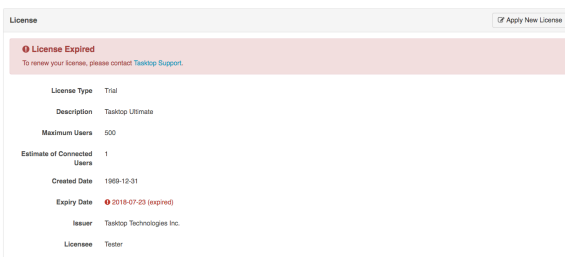 License
Apply New License
License Expired
To renew your license, please contact Tasktop Support.
License Type Trial
Description Tasktop Ultimate
Maximum Users 500
Estimate of Connected 1
Users
Created Date 1969-12-31
Expiry Date 2018-07-23 (expired)
Issuer Tasktop Technologies Inc.
Licensee Tester